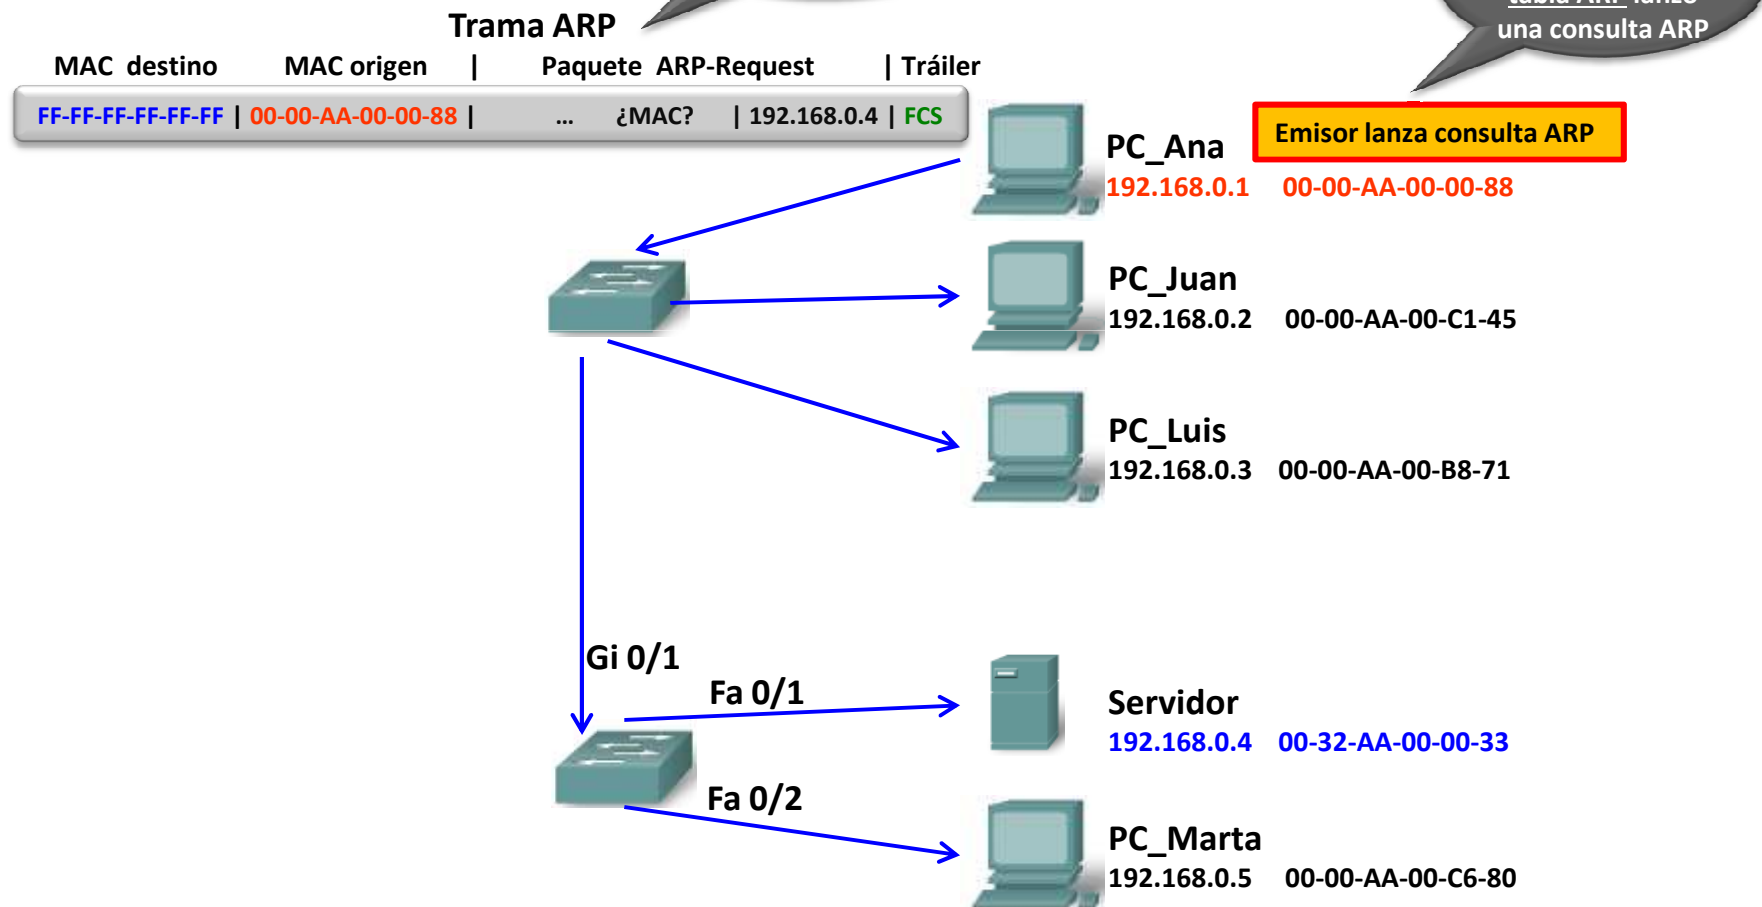 tabla ARP lanzo
una consulta ARP
Trama ARP
MAC destino MAC origen | Paquete ARP-Request | Tráiler
FF-FF-FF-FF-FF-FF | 00-00-AA-00-00-88 | ... ¿MAC? | 192.168.0.4 | FCS
Emisor lanza consulta ARP
PC_Ana
192.168.0.1 00-00-AA-00-00-88
PC_Juan
192.168.0.2 00-00-AA-00-C1-45
PC_Luis
192.168.0.3 00-00-AA-00-B8-71
Gi 0/1
Fa 0/1
Servidor
192.168.0.4 00-32-AA-00-00-33
Fa 0/2
PC_Marta
192.168.0.5 00-00-AA-00-C6-80